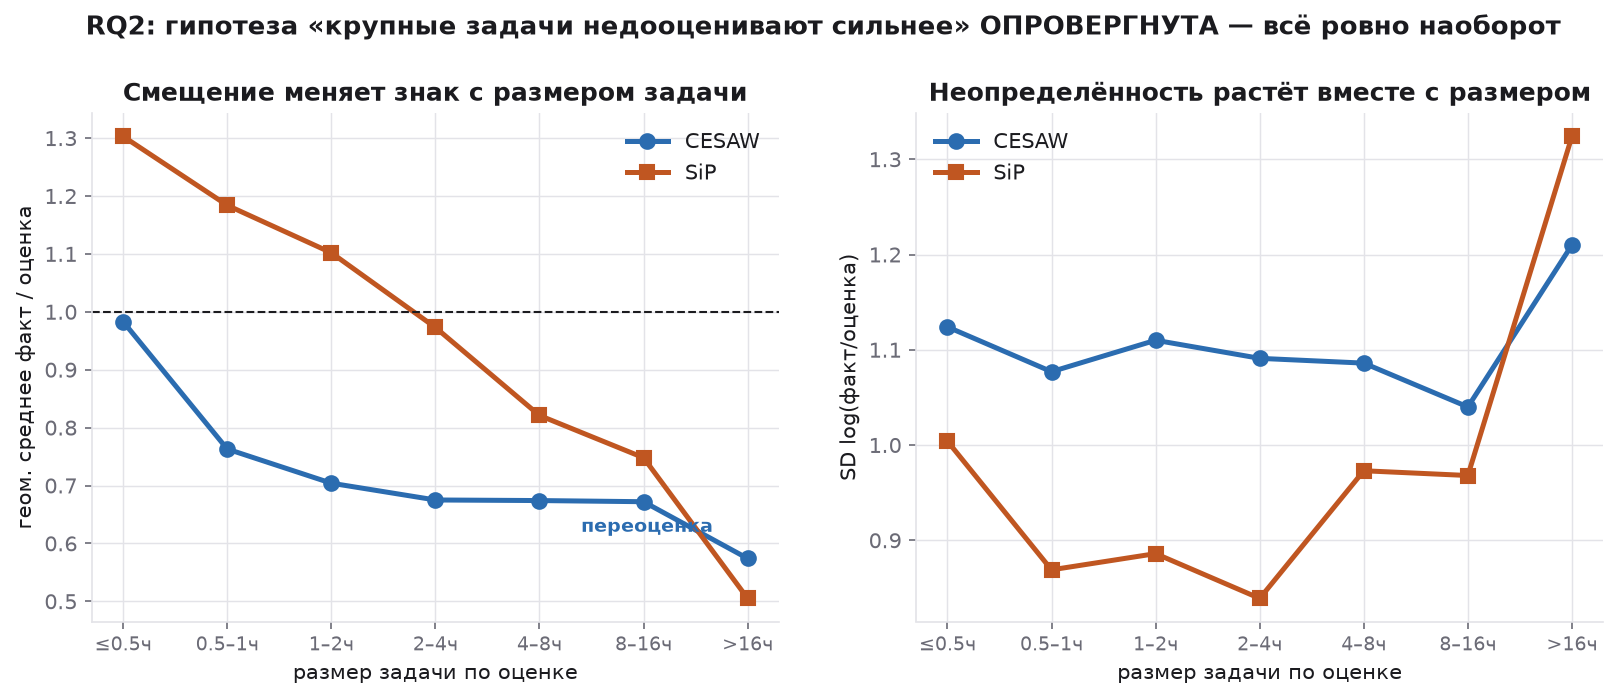 RQ2: гипотеза «крупные задачи недооценивают сильнее» ОПРОВЕРГНУТА — всё ровно наоборот
Смещение меняет знак с размером задачи
CESAW
SiP
переоценка
1.3
1.2
1.1
1.0
0.9
0.8
0.7
0.6
0.5
геом. среднее факт / оценка
≤0.5ч 0.5–1ч 1–2ч 2–4ч 4–8ч 8–16ч >16ч
размер задачи по оценке
Неопределённость растёт вместе с размером
CESAW
SiP
1.3
1.2
1.1
1.0
0.9
SD log(факт/оценка)
≤0.5ч 0.5–1ч 1–2ч 2–4ч 4–8ч 8–16ч >16ч
размер задачи по оценке